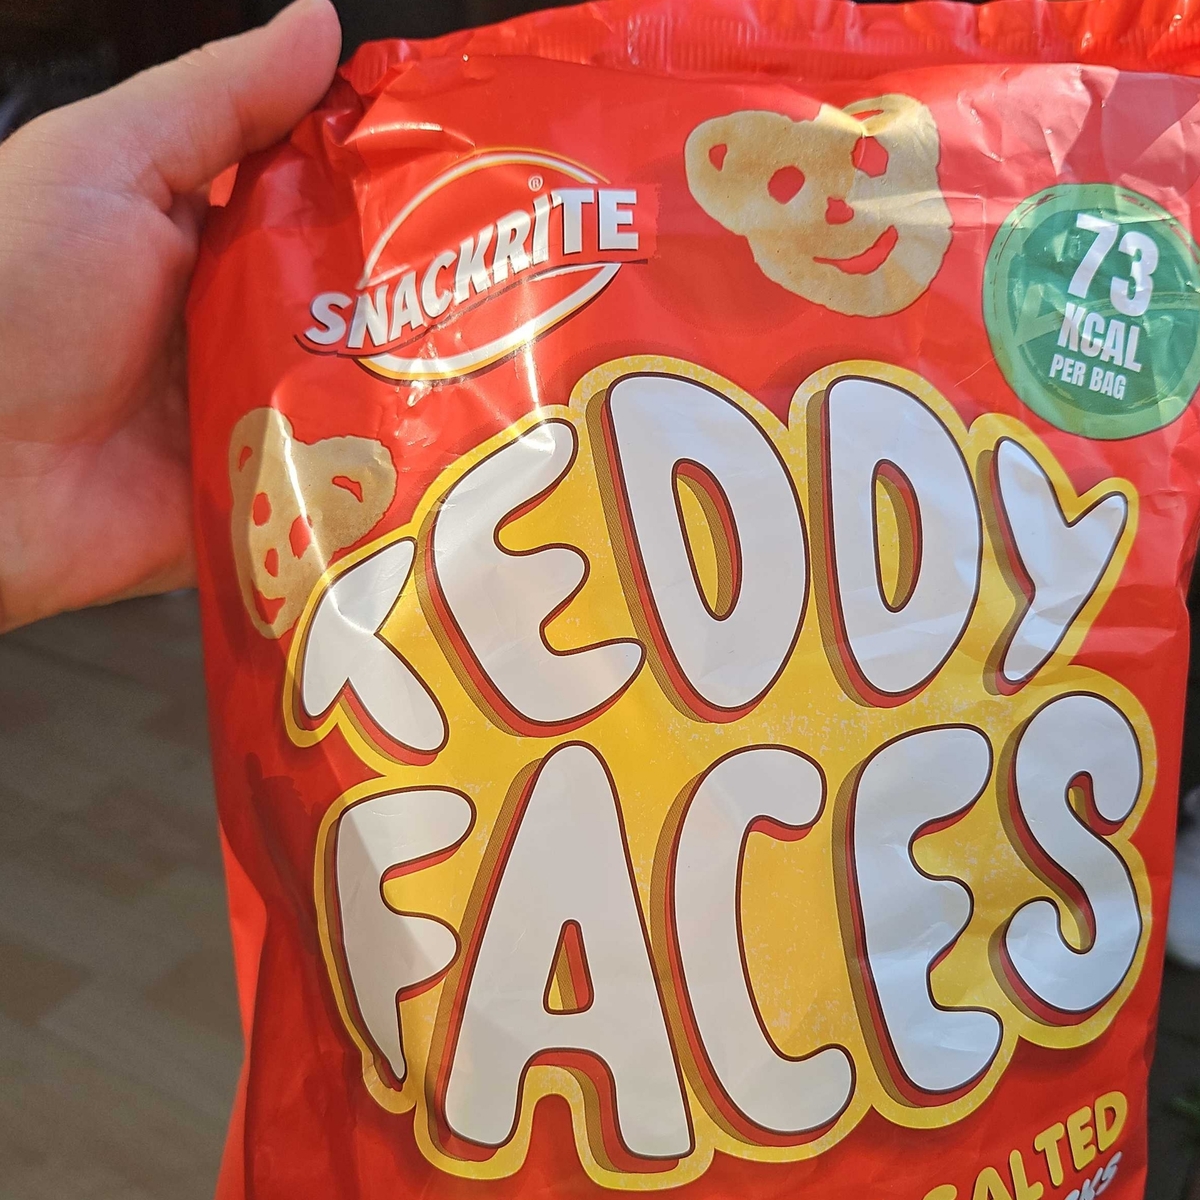 SNACKRITE®
73
KCAL
PER BAG
TEDDY
FACES
SALTED